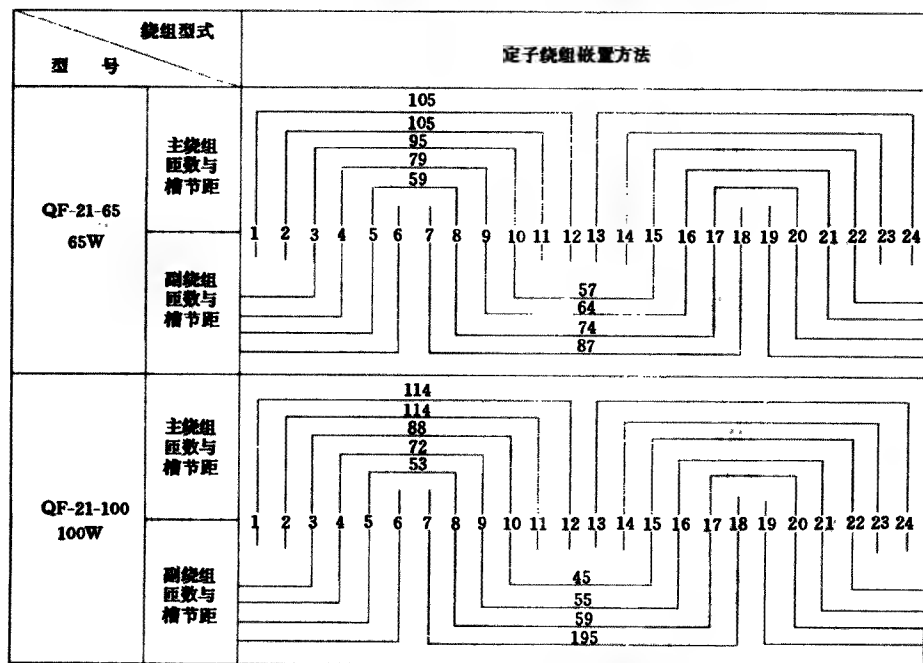 绕组型式
型 号
定子绕组嵌置方法
QF-21-65
65W
主绕组
匝数与
槽节距
105
105
95
79
59
1 2 3 4 5 6 7 8 9 10 11 12 13 14 15 16 17 18 19 20 21 22 23 24
副绕组
匝数与
槽节距
57
64
74
87
QF-21-100
100W
主绕组
匝数与
槽节距
114
114
88
72
53
1 2 3 4 5 6 7 8 9 10 11 12 13 14 15 16 17 18 19 20 21 22 23 24
副绕组
匝数与
槽节距
45
55
59
195